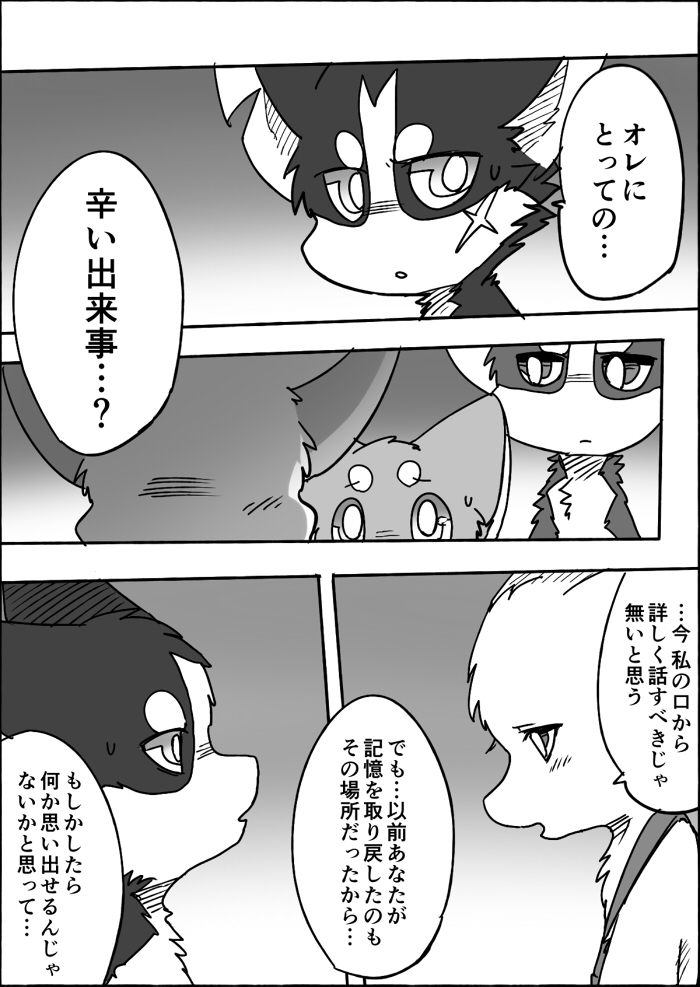 オレに
とっての…
辛い出来事…?
…今 私の口から
詳しく話すべきじゃ
無いと思う
でも…以前あなたが
記憶を取り戻したのも
その場所だったから…
もしかしたら
何か思い出せるんじゃ
ないかと思って…